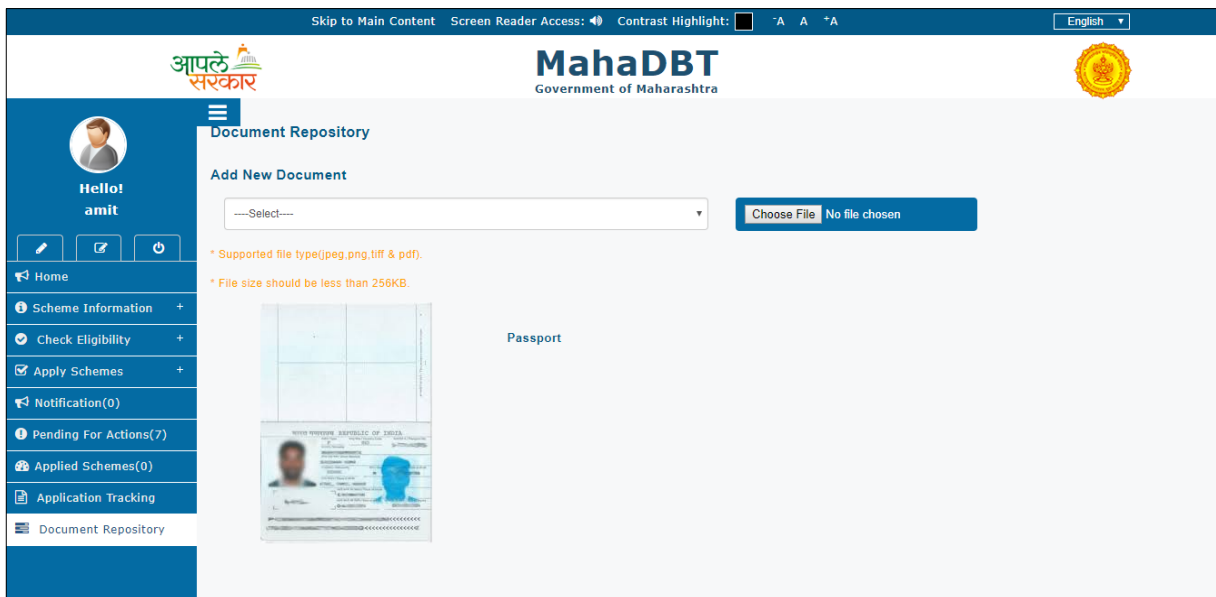 Skip to Main Content Screen Reader Access: Contrast Highlight: -A A +A English
आपले
सरकार
MahaDBT
Government of Maharashtra
Document Repository
Add New Document
----Select----
Choose File No file chosen
* Supported file type(jpeg,png,tiff & pdf).
* File size should be less than 256KB.
Passport
REPUBLIC OF INDIA
Hello!
amit
Home
Scheme Information +
Check Eligibility +
Apply Schemes +
Notification(0)
Pending For Actions(7)
Applied Schemes(0)
Application Tracking
Document Repository